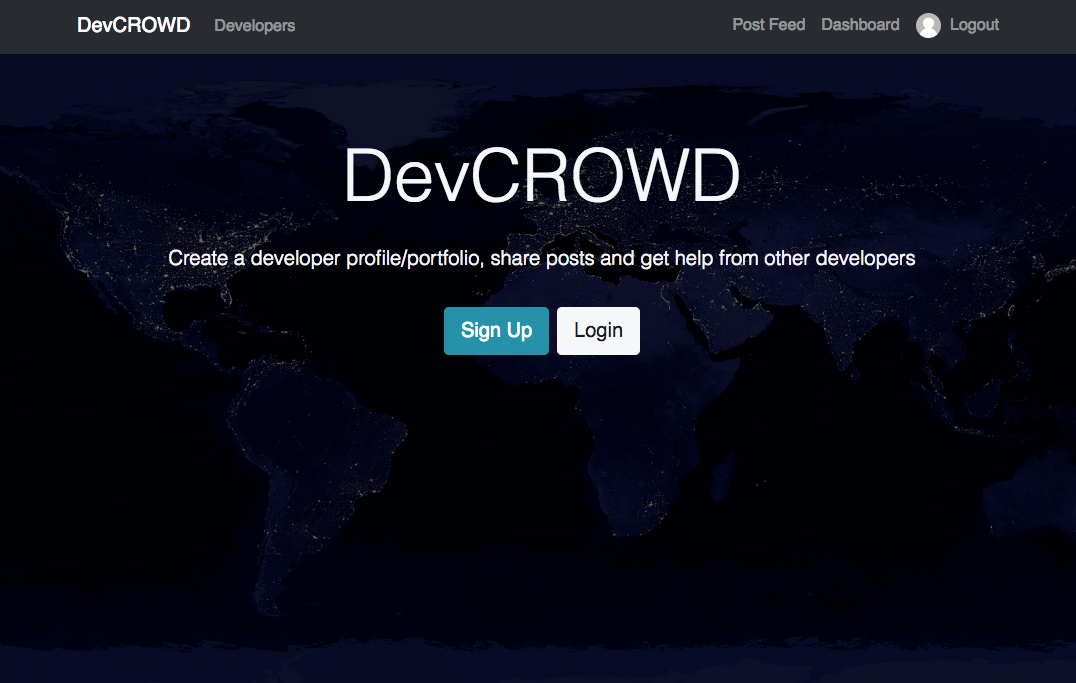 DevCROWD Developers Post Feed Dashboard Logout
DevCROWD
Create a developer profile/portfolio, share posts and get help from other developers
Sign Up Login